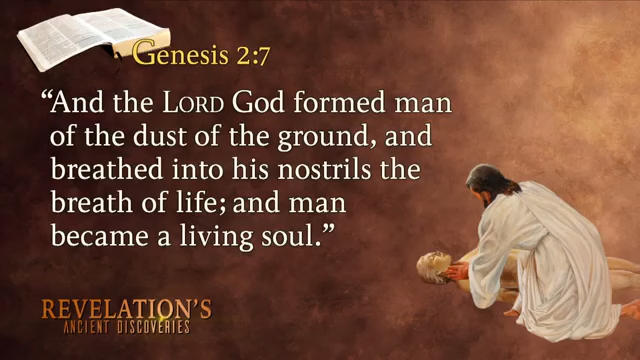 Genesis 2:7
“And the LORD God formed man
of the dust of the ground, and
breathed into his nostrils the
breath of life; and man
became a living soul.”
REVELATION'S
ANCIENT DISCOVERIES